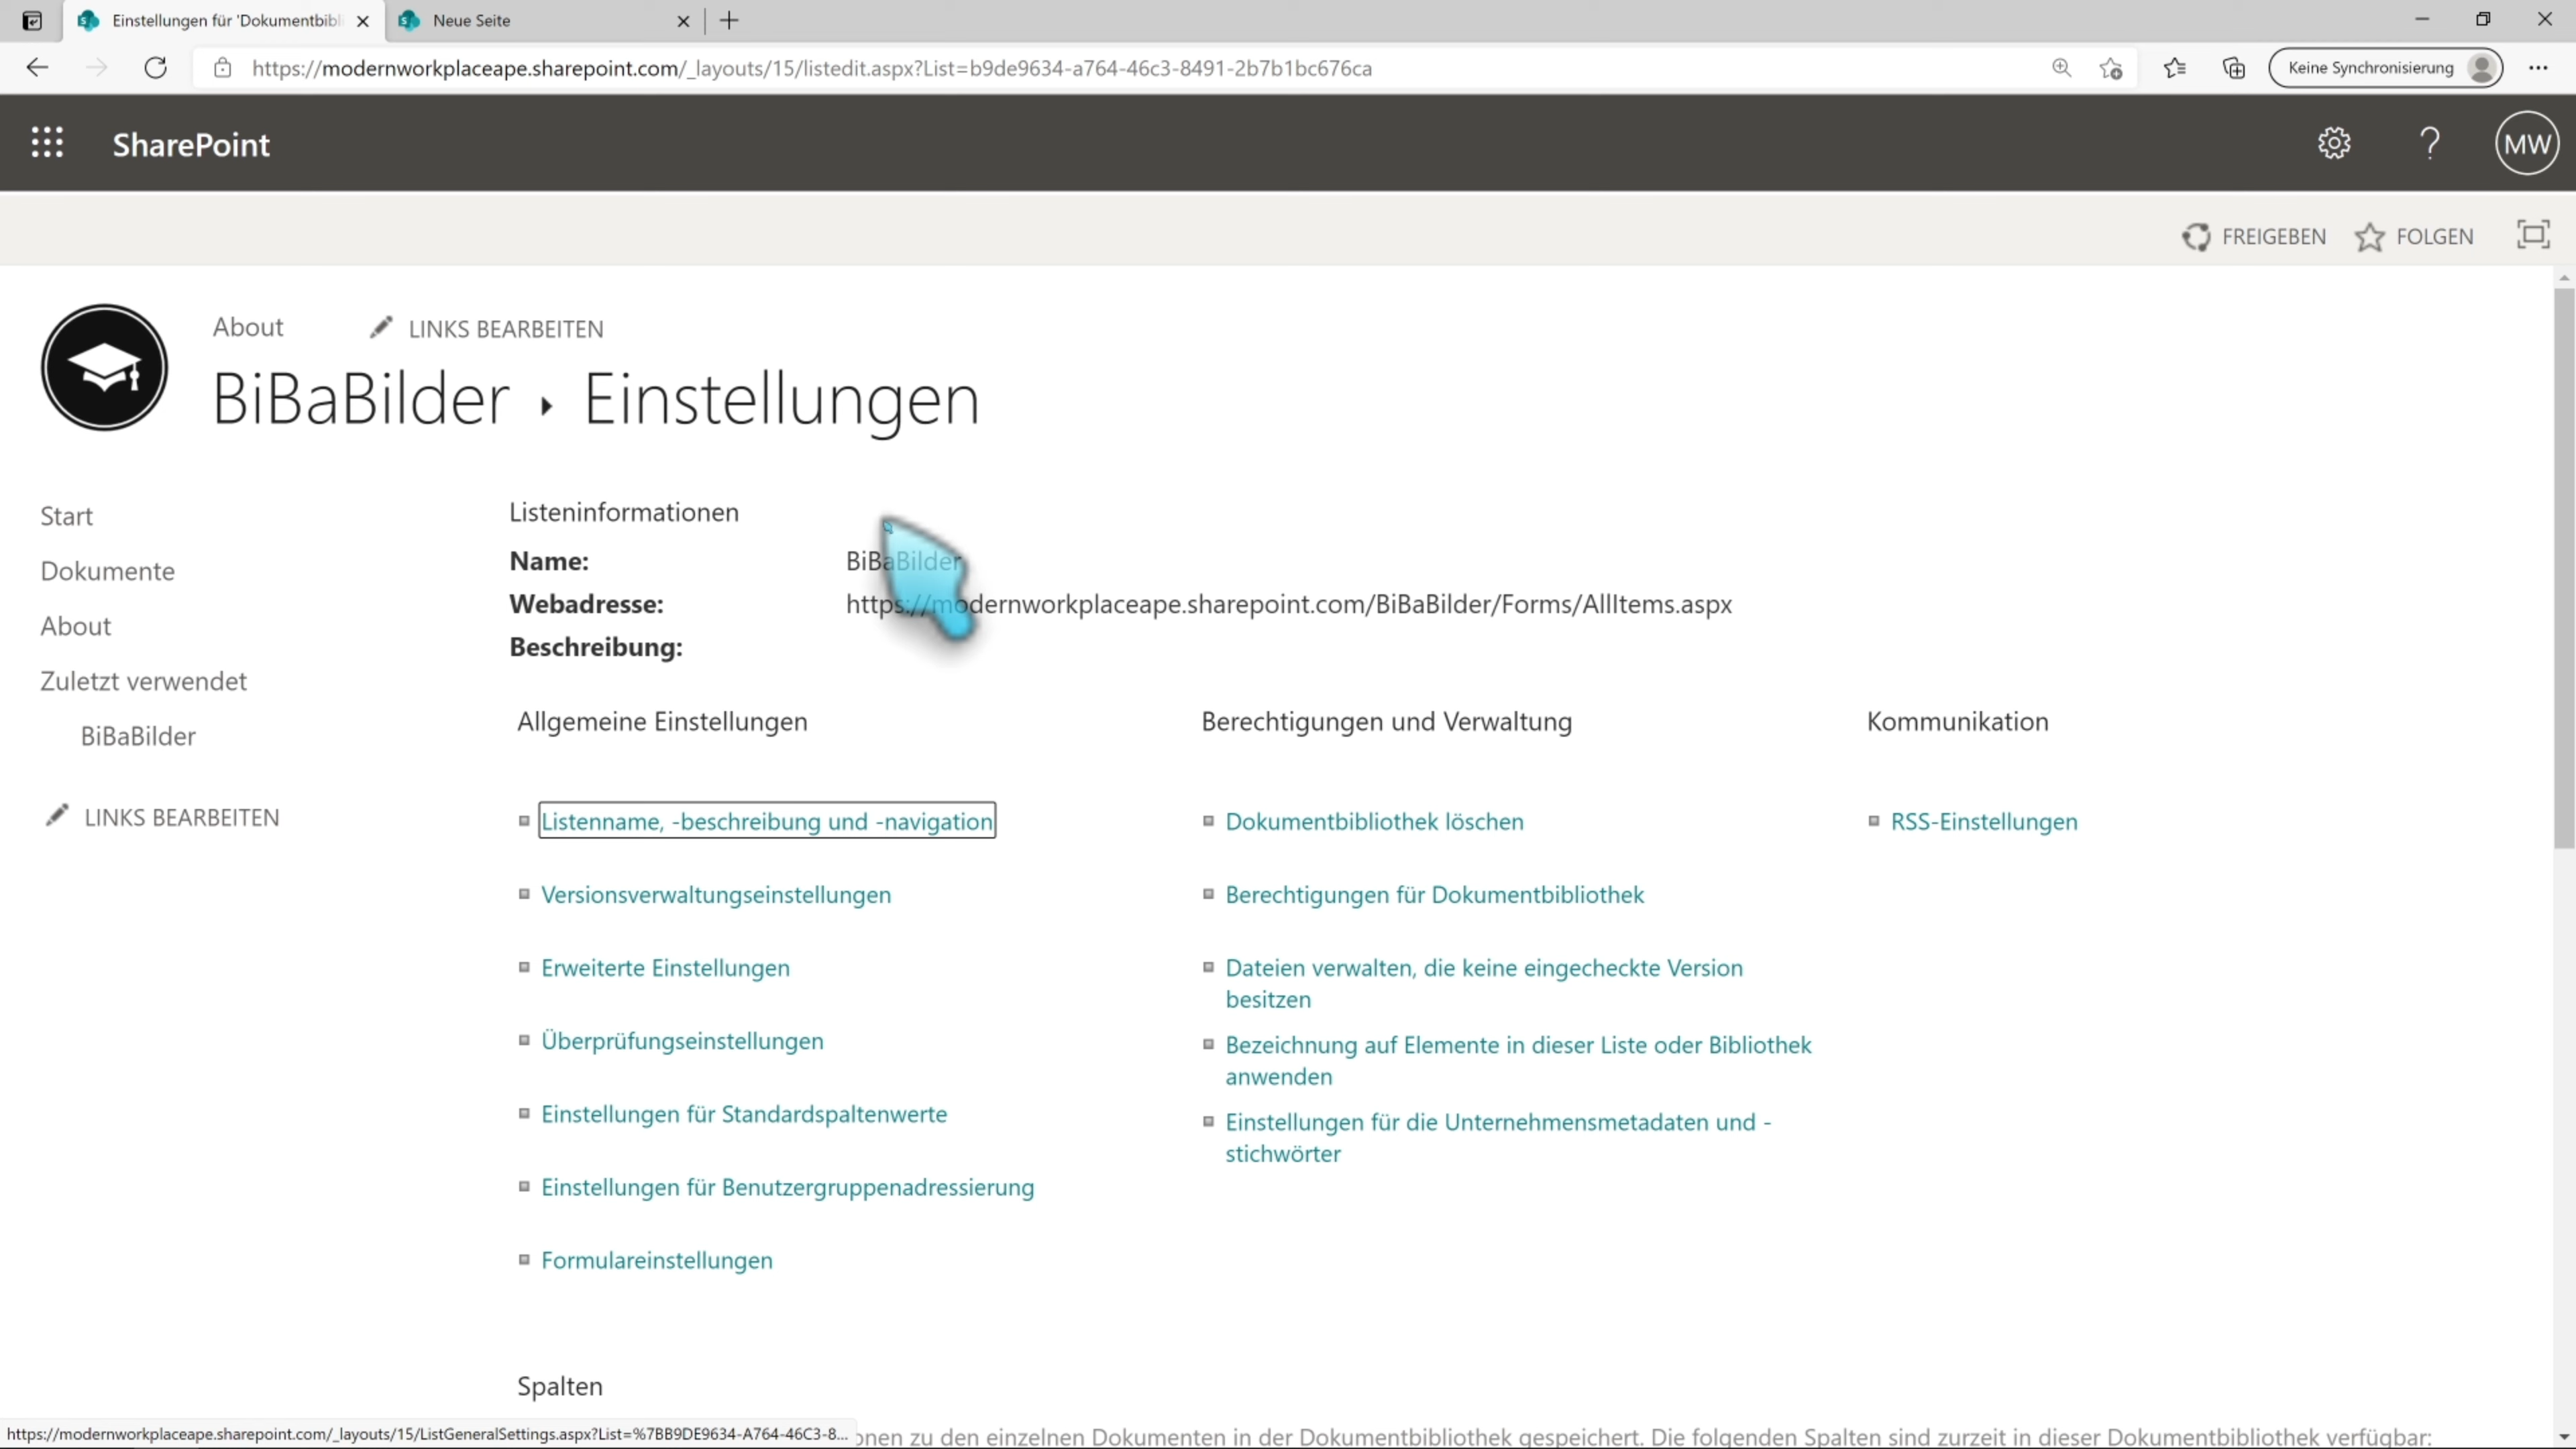 Einstellungen für 'Dokumentbibli
Neue Seite
https://modernworkplaceape.sharepoint.com/_layouts/15/listedit.aspx?List=b9de9634-a764-46c3-8491-2b7b1bc676ca
Keine Synchronisierung
SharePoint
MW
FREIGEBEN
FOLGEN
About
LINKS BEARBEITEN
BiBaBilder ▸ Einstellungen
Start
Dokumente
About
Zuletzt verwendet
BiBaBilder
LINKS BEARBEITEN
Listeninformationen
Name: BiBaBilder
Webadresse: https://modernworkplaceape.sharepoint.com/BiBaBilder/Forms/AllItems.aspx
Beschreibung:
Allgemeine Einstellungen
Listenname, -beschreibung und -navigation
Versionsverwaltungseinstellungen
Erweiterte Einstellungen
Überprüfungseinstellungen
Einstellungen für Standardspaltenwerte
Einstellungen für Benutzergruppenadressierung
Formulareinstellungen
Berechtigungen und Verwaltung
Dokumentbibliothek löschen
Berechtigungen für Dokumentbibliothek
Dateien verwalten, die keine eingecheckte Version
besitzen
Bezeichnung auf Elemente in dieser Liste oder Bibliothek
anwenden
Einstellungen für die Unternehmensmetadaten und -
stichwörter
Kommunikation
RSS-Einstellungen
Spalten
https://modernworkplaceape.sharepoint.com/_layouts/15/ListGeneralSettings.aspx?List=%7BB9DE9634-A764-46C3-8...
onen zu den einzelnen Dokumenten in der Dokumentbibliothek gespeichert. Die folgenden Spalten sind zurzeit in dieser Dokumentbibliothek verfügbar: